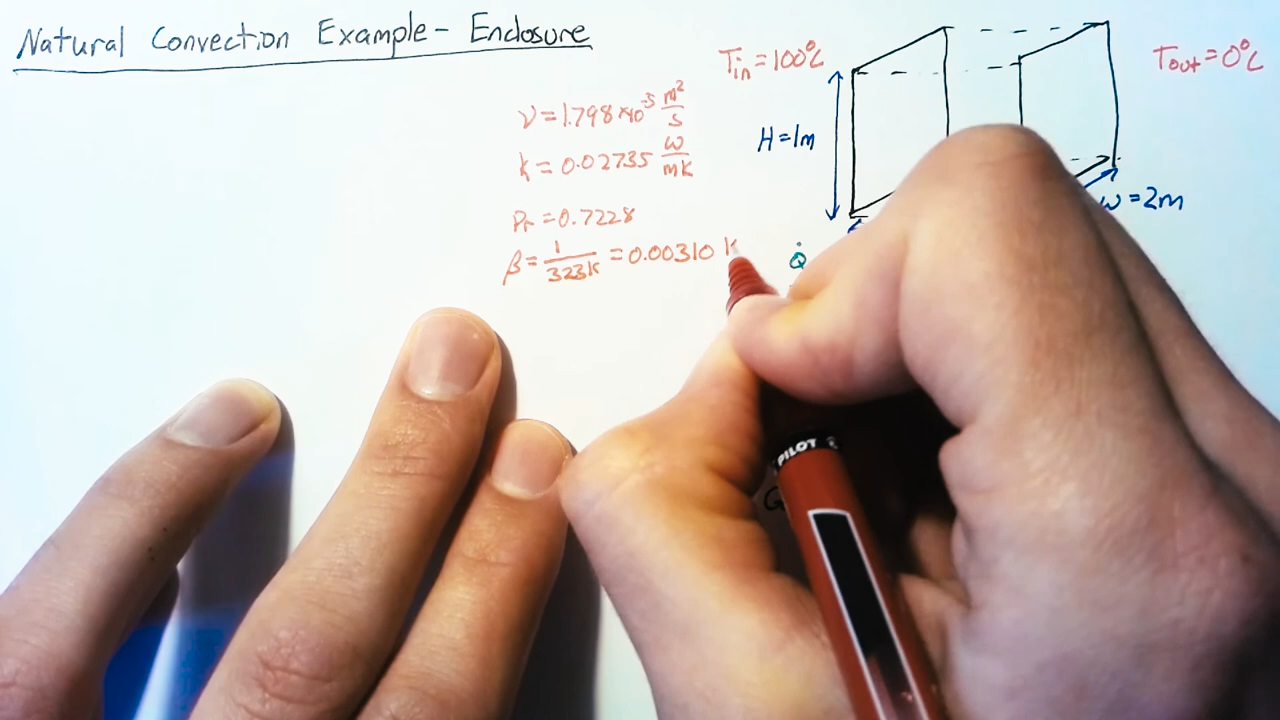 Natural Convection Example- Enclosure
Tin = 100°C
Tout = 0°C
ν = 1.798×10⁻⁵ m²/s
H = 1m
k = 0.02735 W/mK
w = 2m
Pr = 0.7228
β = 1/323K = 0.00310 K
Q̇
PILOT